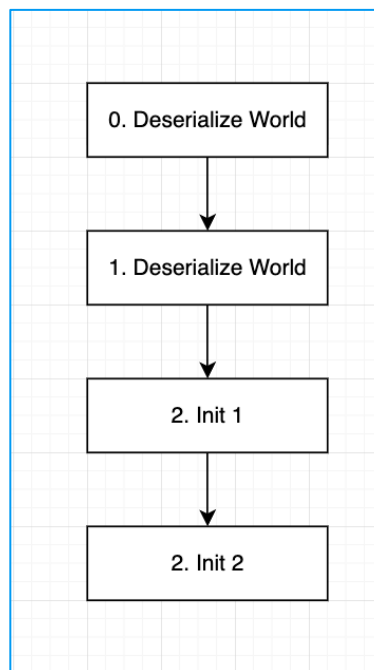 0. Deserialize World
1. Deserialize World
2. Init 1
2. Init 2